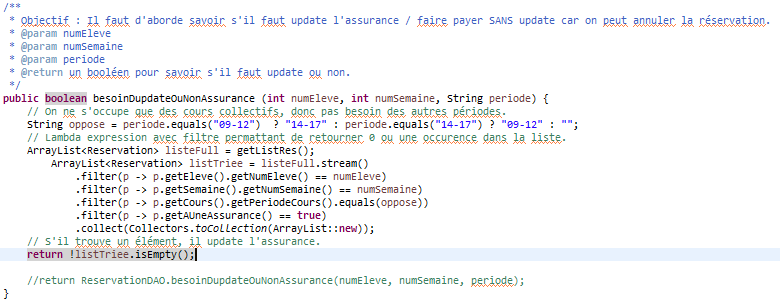 /**
 * Objectif : Il faut d'aborde savoir s'il faut update l'assurance / faire payer SANS update car on peut annuler la réservation.
 * @param numEleve
 * @param numSemaine
 * @param periode
 * @return un booléen pour savoir s'il faut update ou non.
 */
public boolean besoinDupdateOuNonAssurance (int numEleve, int numSemaine, String periode) {
    // On ne s'occupe que des cours collectifs, donc pas besoin des autres périodes.
    String oppose = periode.equals("09-12")  ? "14-17" : periode.equals("14-17") ? "09-12" : "";
    // Lambda expression avec filtre permattant de retourner 0 ou une occurence dans la liste.
    ArrayList<Reservation> listeFull = getListRes();
        ArrayList<Reservation> listTriee = listeFull.stream()
            .filter(p -> p.getEleve().getNumEleve() == numEleve)
            .filter(p -> p.getSemaine().getNumSemaine() == numSemaine)
            .filter(p -> p.getCours().getPeriodeCours().equals(oppose))
            .filter(p -> p.getAUneAssurance() == true)
            .collect(Collectors.toCollection(ArrayList::new));
    // S'il trouve un élément, il update l'assurance.
    return !listTriee.isEmpty();
    //return ReservationDAO.besoinDupdateOuNonAssurance(numEleve, numSemaine, periode);
}